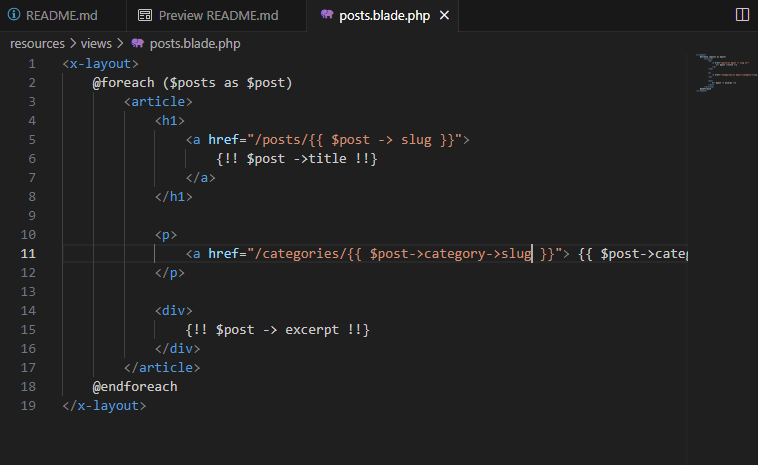 README.md Preview README.md posts.blade.php
resources > views > posts.blade.php
1 <x-layout>
2 @foreach ($posts as $post)
3 <article>
4 <h1>
5 <a href="/posts/{{ $post -> slug }}">
6 {!! $post ->title !!}
7 </a>
8 </h1>
9
10 <p>
11 <a href="/categories/{{ $post->category->slug }}"> {{ $post->categ
12 </p>
13
14 <div>
15 {!! $post -> excerpt !!}
16 </div>
17 </article>
18 @endforeach
19 </x-layout>